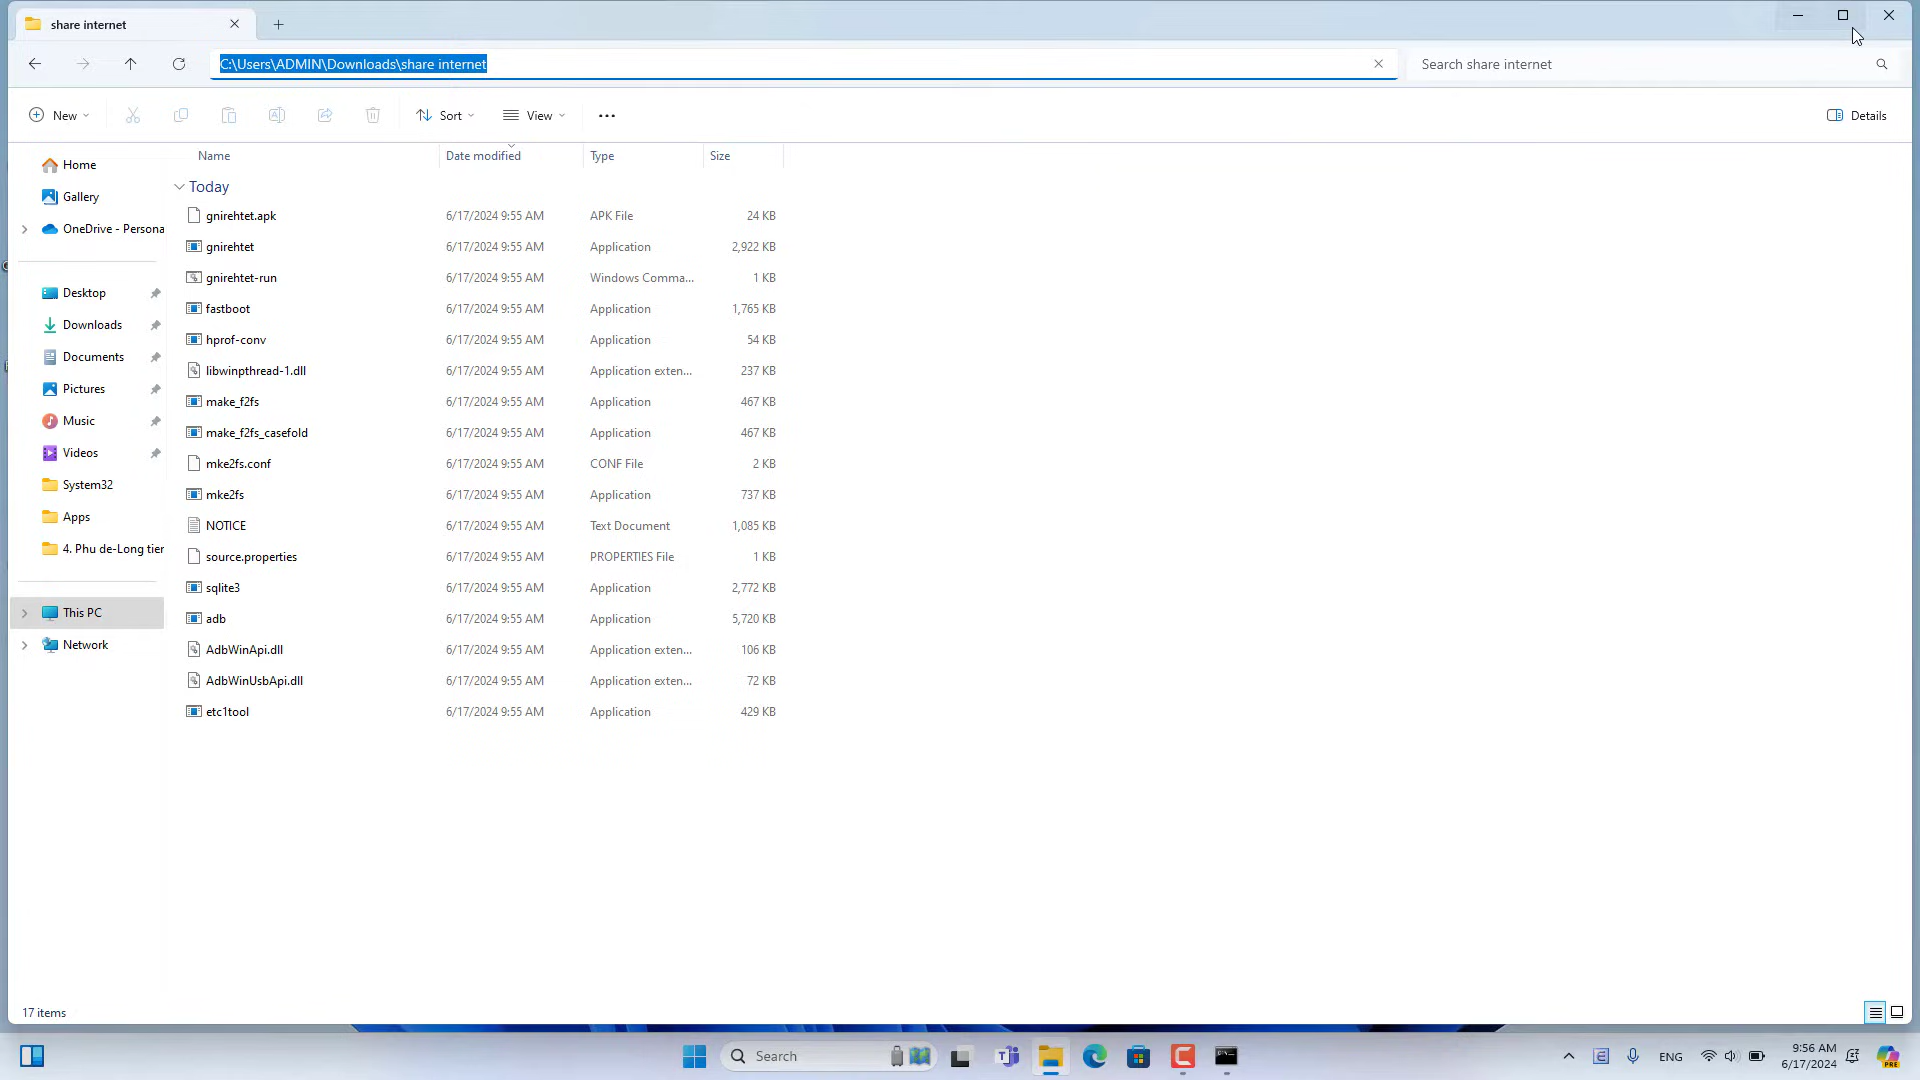 share internet
C:\Users\ADMIN\Downloads\share internet
Search share internet
New
Sort
View
Details
Name Date modified Type Size
Today
gnirehtet.apk 6/17/2024 9:55 AM APK File 24 KB
gnirehtet 6/17/2024 9:55 AM Application 2,922 KB
gnirehtet-run 6/17/2024 9:55 AM Windows Comma... 1 KB
fastboot 6/17/2024 9:55 AM Application 1,765 KB
hprof-conv 6/17/2024 9:55 AM Application 54 KB
libwinpthread-1.dll 6/17/2024 9:55 AM Application exten... 237 KB
make_f2fs 6/17/2024 9:55 AM Application 467 KB
make_f2fs_casefold 6/17/2024 9:55 AM Application 467 KB
mke2fs.conf 6/17/2024 9:55 AM CONF File 2 KB
mke2fs 6/17/2024 9:55 AM Application 737 KB
NOTICE 6/17/2024 9:55 AM Text Document 1,085 KB
source.properties 6/17/2024 9:55 AM PROPERTIES File 1 KB
sqlite3 6/17/2024 9:55 AM Application 2,772 KB
adb 6/17/2024 9:55 AM Application 5,720 KB
AdbWinApi.dll 6/17/2024 9:55 AM Application exten... 106 KB
AdbWinUsbApi.dll 6/17/2024 9:55 AM Application exten... 72 KB
etc1tool 6/17/2024 9:55 AM Application 429 KB
Home
Gallery
OneDrive - Persona
Desktop
Downloads
Documents
Pictures
Music
Videos
System32
Apps
4. Phu de-Long tier
This PC
Network
17 items
Search
ENG
9:56 AM
6/17/2024
PRE